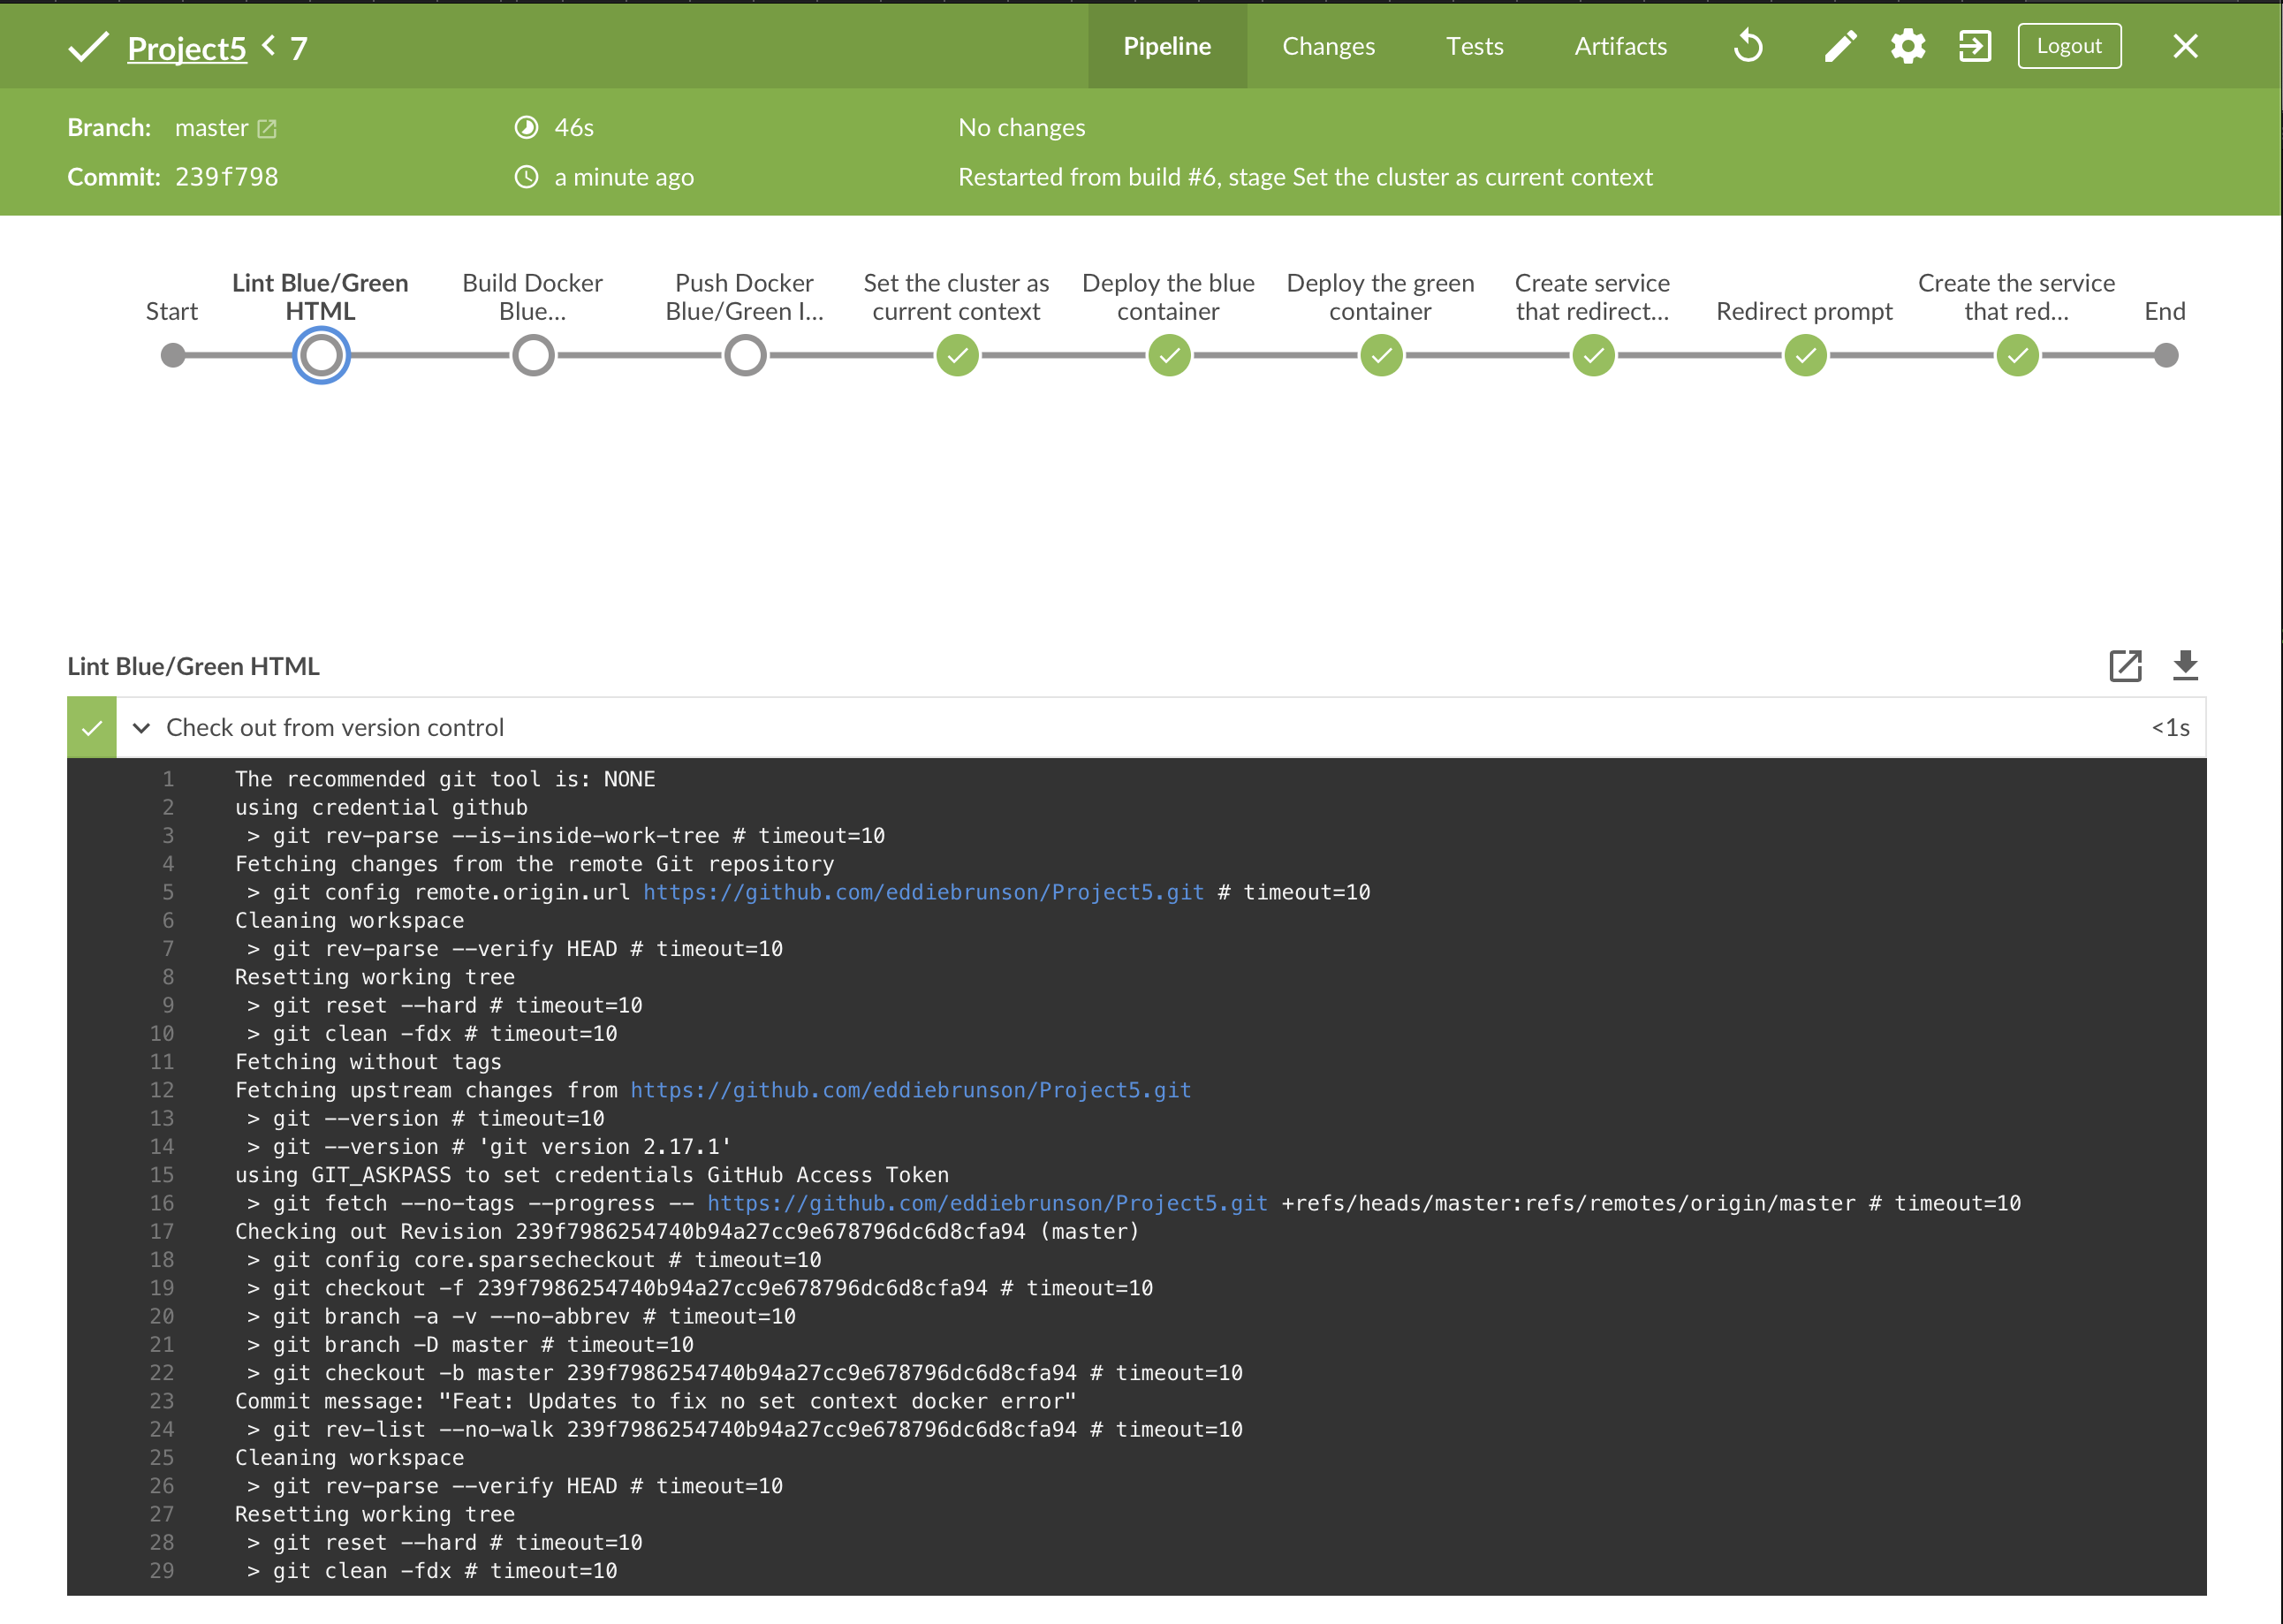 Project5 < 7
Pipeline
Changes
Tests
Artifacts
Logout
Branch: master
46s
No changes
Commit: 239f798
a minute ago
Restarted from build #6, stage Set the cluster as current context
Start
Lint Blue/Green
HTML
Build Docker
Blue...
Push Docker
Blue/Green I...
Set the cluster as
current context
Deploy the blue
container
Deploy the green
container
Create service
that redirect...
Redirect prompt
Create the service
that red...
End
Lint Blue/Green HTML
Check out from version control
<1s
1 The recommended git tool is: NONE
2 using credential github
3 > git rev-parse --is-inside-work-tree # timeout=10
4 Fetching changes from the remote Git repository
5 > git config remote.origin.url https://github.com/eddiebrunson/Project5.git # timeout=10
6 Cleaning workspace
7 > git rev-parse --verify HEAD # timeout=10
8 Resetting working tree
9 > git reset --hard # timeout=10
10 > git clean -fdx # timeout=10
11 Fetching without tags
12 Fetching upstream changes from https://github.com/eddiebrunson/Project5.git
13 > git --version # timeout=10
14 > git --version # 'git version 2.17.1'
15 using GIT_ASKPASS to set credentials GitHub Access Token
16 > git fetch --no-tags --progress -- https://github.com/eddiebrunson/Project5.git +refs/heads/master:refs/remotes/origin/master # timeout=10
17 Checking out Revision 239f7986254740b94a27cc9e678796dc6d8cfa94 (master)
18 > git config core.sparsecheckout # timeout=10
19 > git checkout -f 239f7986254740b94a27cc9e678796dc6d8cfa94 # timeout=10
20 > git branch -a -v --no-abbrev # timeout=10
21 > git branch -D master # timeout=10
22 > git checkout -b master 239f7986254740b94a27cc9e678796dc6d8cfa94 # timeout=10
23 Commit message: "Feat: Updates to fix no set context docker error"
24 > git rev-list --no-walk 239f7986254740b94a27cc9e678796dc6d8cfa94 # timeout=10
25 Cleaning workspace
26 > git rev-parse --verify HEAD # timeout=10
27 Resetting working tree
28 > git reset --hard # timeout=10
29 > git clean -fdx # timeout=10